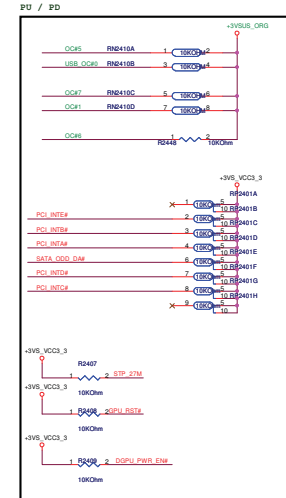 PU / PD
+3VSUS_ORG
OC#5 RN2410A 1 10KOhm 2
USB_OC#0 RN2410B 3 10KOhm 4
OC#7 RN2410C 5 10KOhm 6
OC#1 RN2410D 7 10KOhm 8
OC#6 1 2
R2448 10KOhm
+3VS_VCC3_3
RP2401A
1 10KOhm 5
10 RP2401B
PCI_INTE# 2 10KOhm 5
10 RP2401C
PCI_INTB# 3 10KOhm 5
10 RP2401D
PCI_INTA# 4 10KOhm 5
10 RP2401E
SATA_ODD_DA# 6 10KOhm 5
10 RP2401F
PCI_INTD# 7 10KOhm 5
10 RP2401G
PCI_INTC# 8 10KOhm 5
10 RP2401H
9 10KOhm 5
10
+3VS_VCC3_3
R2407
1 2 STP_27M
+3VS_VCC3_3
10KOhm
1 R2408 2 GPU_RST#
10KOhm
+3VS_VCC3_3
1 R2409 2 DGPU_PWR_EN#
10KOhm